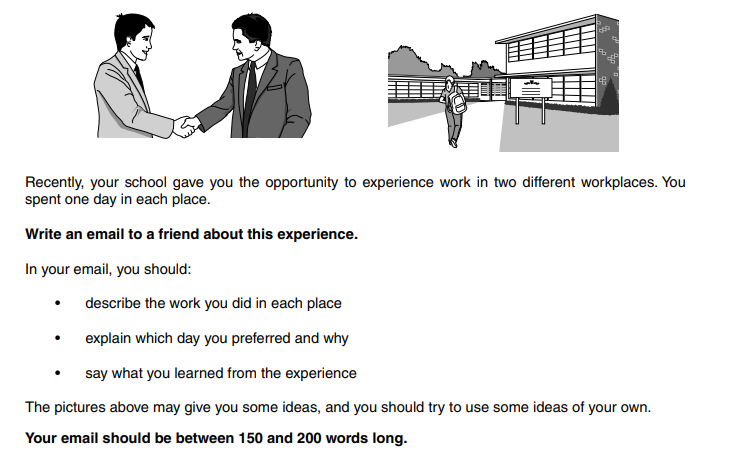 Recently, your school gave you the opportunity to experience work in two different workplaces. You
spent one day in each place.
Write an email to a friend about this experience.
In your email, you should:
• describe the work you did in each place
• explain which day you preferred and why
• say what you learned from the experience
The pictures above may give you some ideas, and you should try to use some ideas of your own.
Your email should be between 150 and 200 words long.